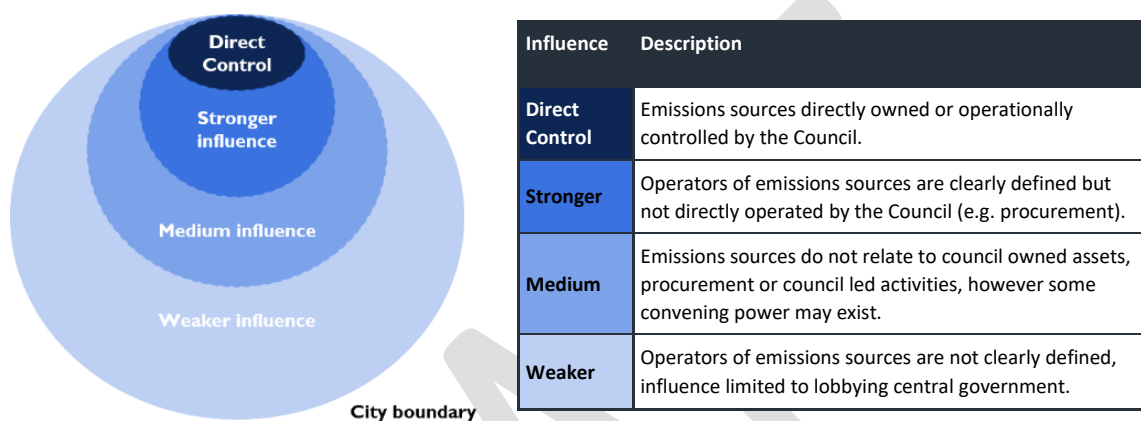 Direct
Control
Stronger
influence
Medium influence
Weaker influence
City boundary
Influence Description
Direct
Control
Emissions sources directly owned or operationally
controlled by the Council.
Stronger
Operators of emissions sources are clearly defined but
not directly operated by the Council (e.g. procurement).
Medium
Emissions sources do not relate to council owned assets,
procurement or council led activities, however some
convening power may exist.
Weaker
Operators of emissions sources are not clearly defined,
influence limited to lobbying central government.